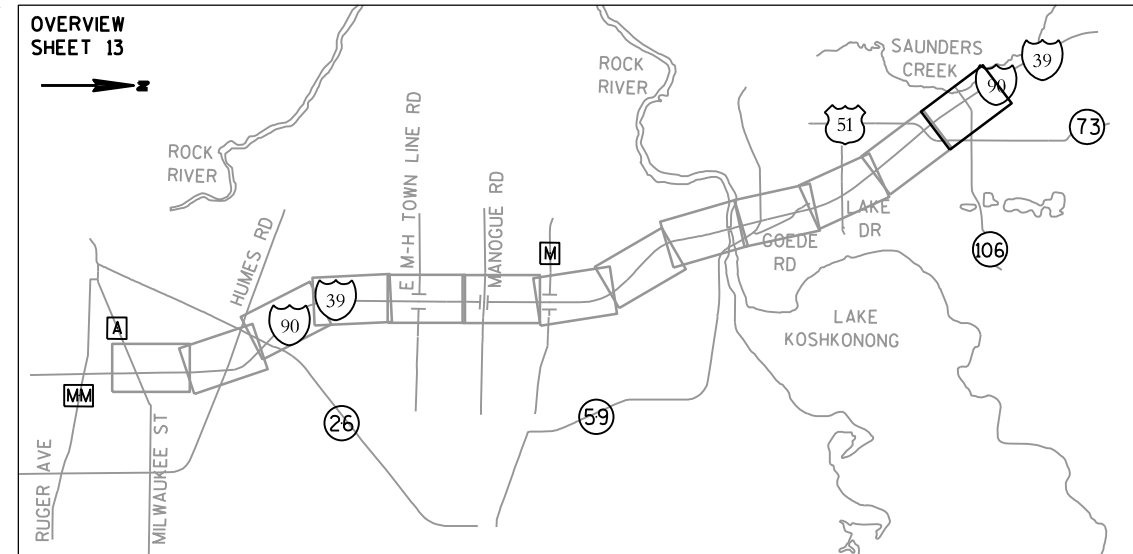 OVERVIEW
SHEET 13
N
ROCK
RIVER
ROCK
RIVER
SAUNDERS
CREEK
39
90
51
73
106
E M-H TOWN LINE RD
MANOGUE RD
HUMES RD
M
39
90
A
MM
LAKE
DR
GOEDE
RD
LAKE
KOSHKONONG
26
59
RUGER AVE
MILWAUKEE ST